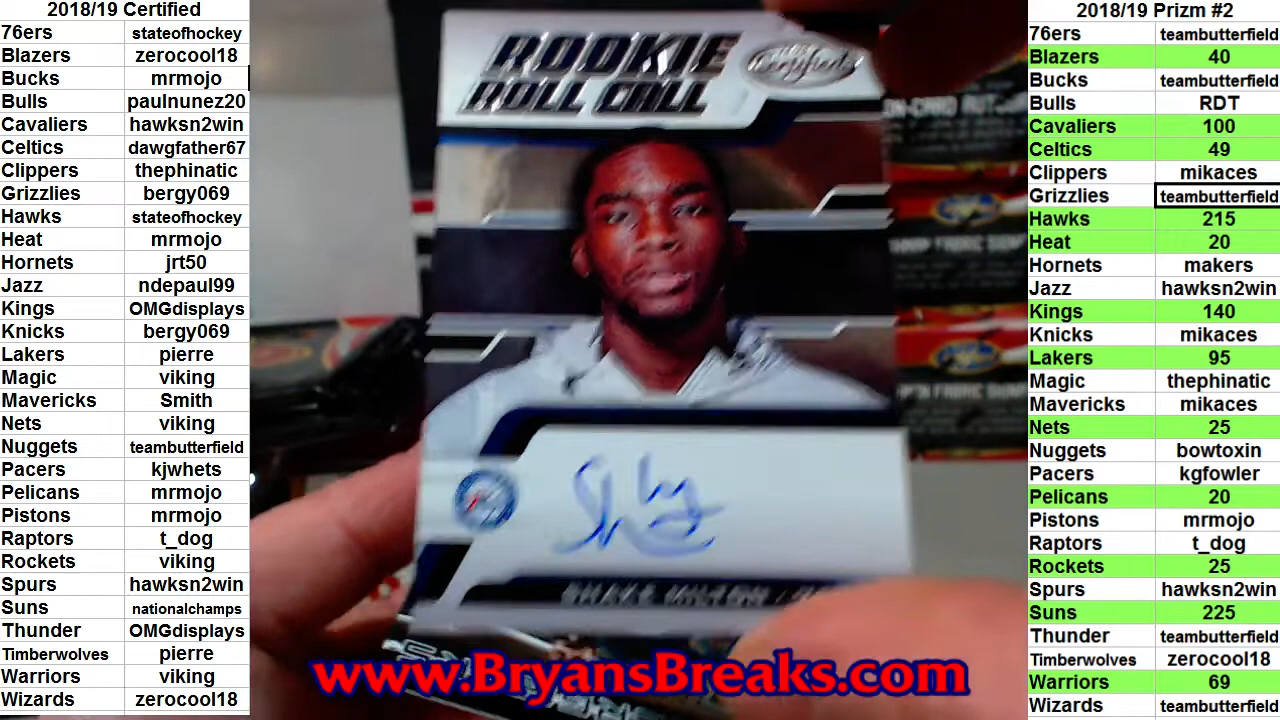 2018/19 Certified
76ers stateofhockey
Blazers zerocool18
Bucks mrmojo
Bulls paulnunez20
Cavaliers hawksn2win
Celtics dawgfather67
Clippers thephinatic
Grizzlies bergy069
Hawks stateofhockey
Heat mrmojo
Hornets jrt50
Jazz ndepaul99
Kings OMGdisplays
Knicks bergy069
Lakers pierre
Magic viking
Mavericks Smith
Nets viking
Nuggets teambutterfield
Pacers kjwhets
Pelicans mrmojo
Pistons mrmojo
Raptors t_dog
Rockets viking
Spurs hawksn2win
Suns nationalchamps
Thunder OMGdisplays
Timberwolves pierre
Warriors viking
Wizards zerocool18
ROOKIE
ROLL CALL
Certified
www.BryansBreaks.com
2018/19 Prizm #2
76ers teambutterfield
Blazers 40
Bucks teambutterfield
Bulls RDT
Cavaliers 100
Celtics 49
Clippers mikaces
Grizzlies teambutterfield
Hawks 215
Heat 20
Hornets makers
Jazz hawksn2win
Kings 140
Knicks mikaces
Lakers 95
Magic thephinatic
Mavericks mikaces
Nets 25
Nuggets bowtoxin
Pacers kgfowler
Pelicans 20
Pistons mrmojo
Raptors t_dog
Rockets 25
Spurs hawksn2win
Suns 225
Thunder teambutterfield
Timberwolves zerocool18
Warriors 69
Wizards teambutterfield